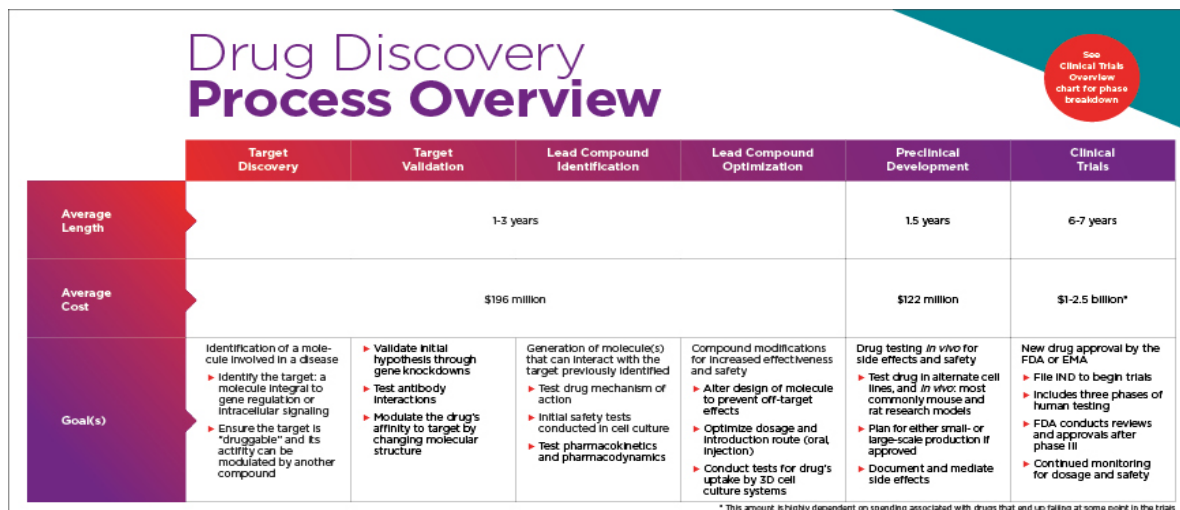 Drug Discovery
Process Overview
See
Clinical Trials
Overview
chart for phase
breakdown
Target
Discovery
Target
Validation
Lead Compound
Identification
Lead Compound
Optimization
Preclinical
Development
Clinical
Trials
Average
Length
1-3 years
1.5 years
6-7 years
Average
Cost
$196 million
$122 million
$1-2.5 billion*
Goal(s)
Identification of a mole-
cule involved in a disease
► Identify the target: a
molecule integral to
gene regulation or
intracellular signaling
► Ensure the target is
"druggable" and its
actifity can be
modulated by another
compound
► Validate initial
hypothesis through
gene knockdowns
► Test antibody
interactions
► Modulate the drug's
affinity to target by
changing molecular
structure
Generation of molecule(s)
that can interact with the
target previously identified
► Test drug mechanism of
action
► Initial safety tests
conducted in cell culture
► Test pharmacokinetics
and pharmacodynamics
Compound modifications
for increased effectiveness
and safety
► Alter design of molecule
to prevent off-target
effects
► Optimize dosage and
introduction route (oral,
injection)
► Conduct tests for drug's
uptake by 3D cell
culture systems
Drug testing in vivo for
side effects and safety
► Test drug in alternate cell
lines, and in vivo: most
commonly mouse and
rat research models
► Plan for either small- or
large-scale production if
approved
► Document and mediate
side effects
New drug approval by the
FDA or EMA
► File IND to begin trials
► Includes three phases of
human testing
► FDA conducts reviews
and approvals after
phase III
► Continued monitoring
for dosage and safety
* This amount is highly dependent on spending associated with drugs that end up failing at some point in the trials